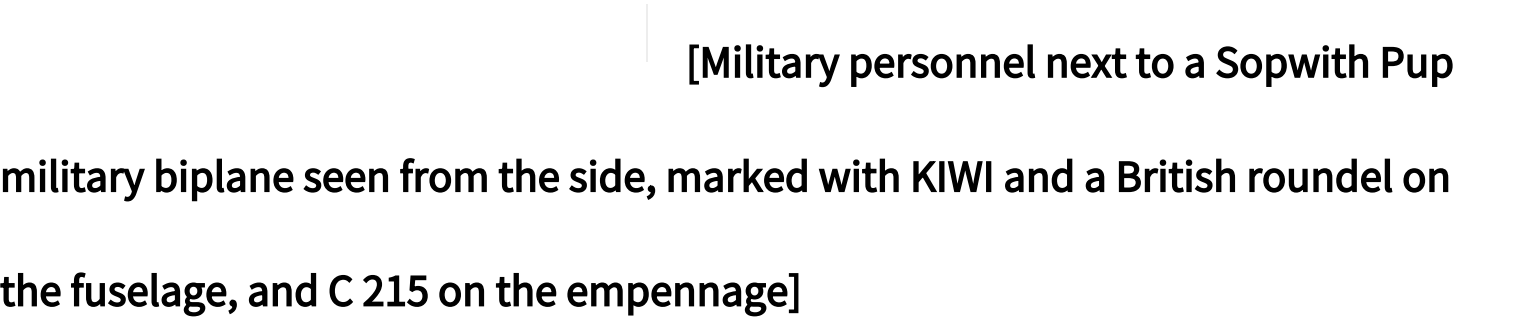 [Military personnel next to a Sopwith Pup
military biplane seen from the side, marked with KIWI and a British roundel on
the fuselage, and C 215 on the empennage]